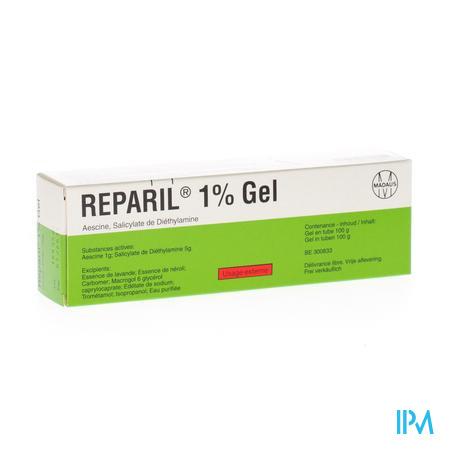 REPARIL® 1% Gel
Aescine, Salicylate de Diéthylamine
Substances actives:
Aescine 1g; Salicylate de Diéthylamine 5g.
Excipients:
Essence de lavande; Essence de néroli;
Carbomer; Macrogol 6 glycérol
caprylocaprate; Edétate de sodium;
Trométamol; Isopropanol; Eau purifiée
Usage externe
MADAUS
Contenance - inhoud / Inhalt:
Gel en tube 100 g
Gel in tuben 100 g
BE 300833
Délivrance libre. Vrije aflevering.
Frei verkäuflich
Gel
IPM